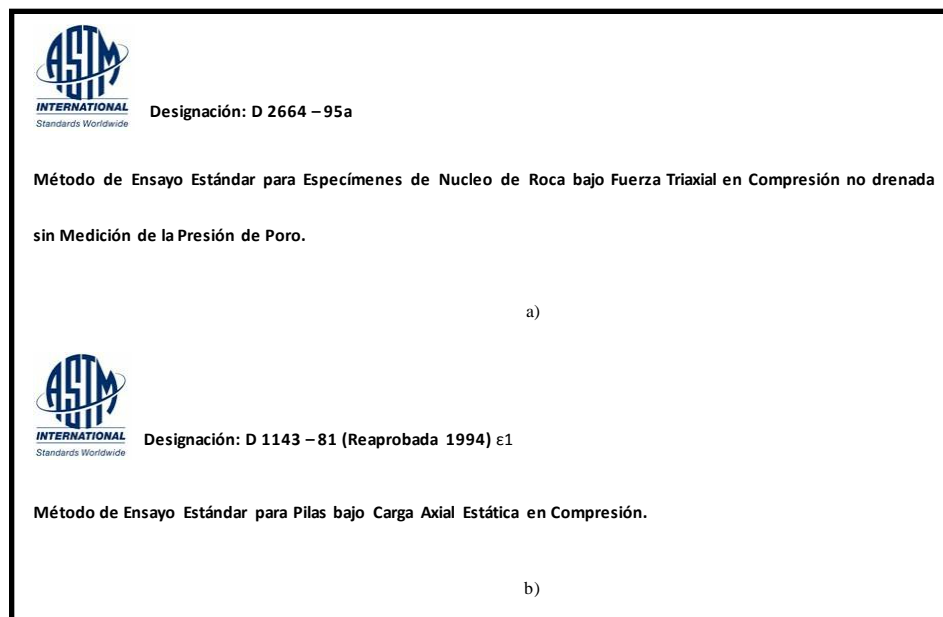 ASTM
INTERNATIONAL
Standards Worldwide
Designación: D 2664 – 95a
Método de Ensayo Estándar para Especímenes de Nucleo de Roca bajo Fuerza Triaxial en Compresión no drenada
sin Medición de la Presión de Poro.
a)
ASTM
INTERNATIONAL
Standards Worldwide
Designación: D 1143 – 81 (Reaprobada 1994) ε1
Método de Ensayo Estándar para Pilas bajo Carga Axial Estática en Compresión.
b)